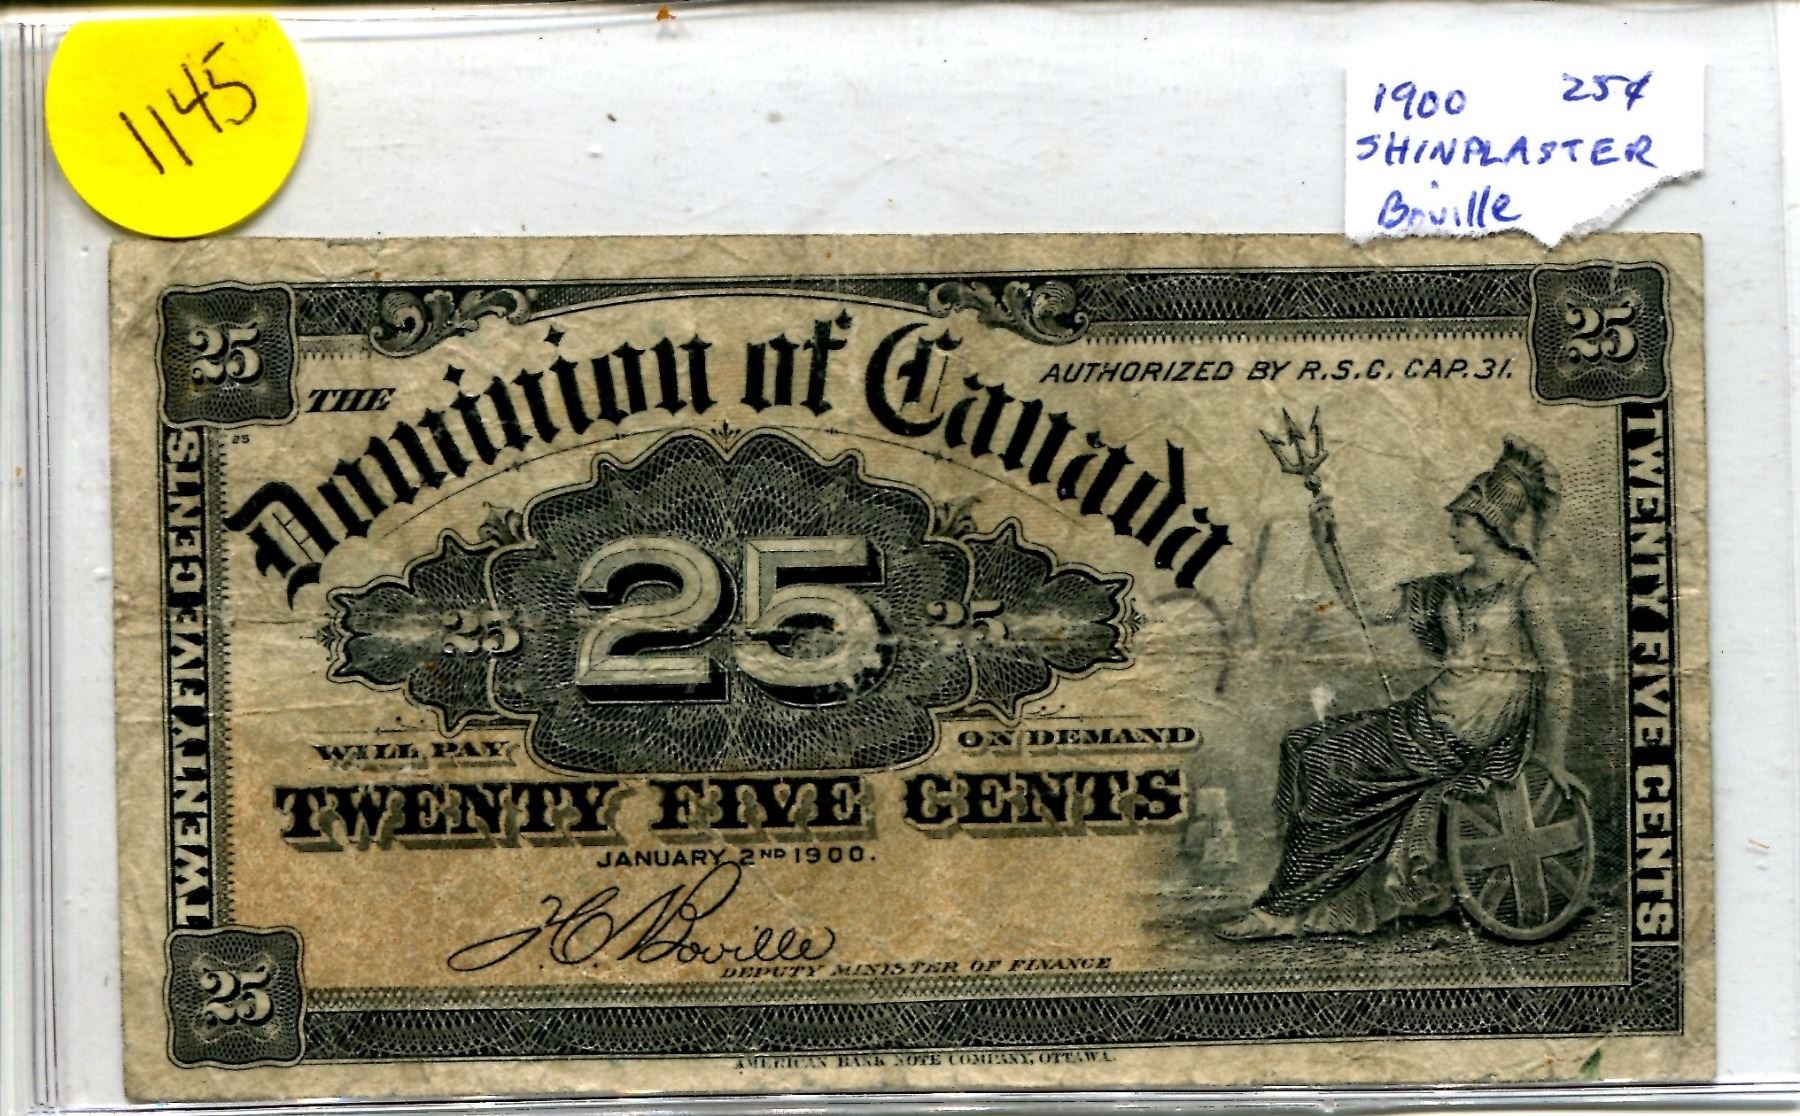 1145
1900 25¢
SHINPLASTER
Boville
25
25
THE
Dominion of Canada
AUTHORIZED BY R.S.C. CAP. 31.
25
TWENTY FIVE CENTS
TWENTY FIVE CENTS
25 25 25
WILL PAY ON DEMAND
TWENTY FIVE CENTS
JANUARY 2ND 1900.
Boville
DEPUTY MINISTER OF FINANCE
25
AMERICAN BANK NOTE COMPANY, OTTAWA.